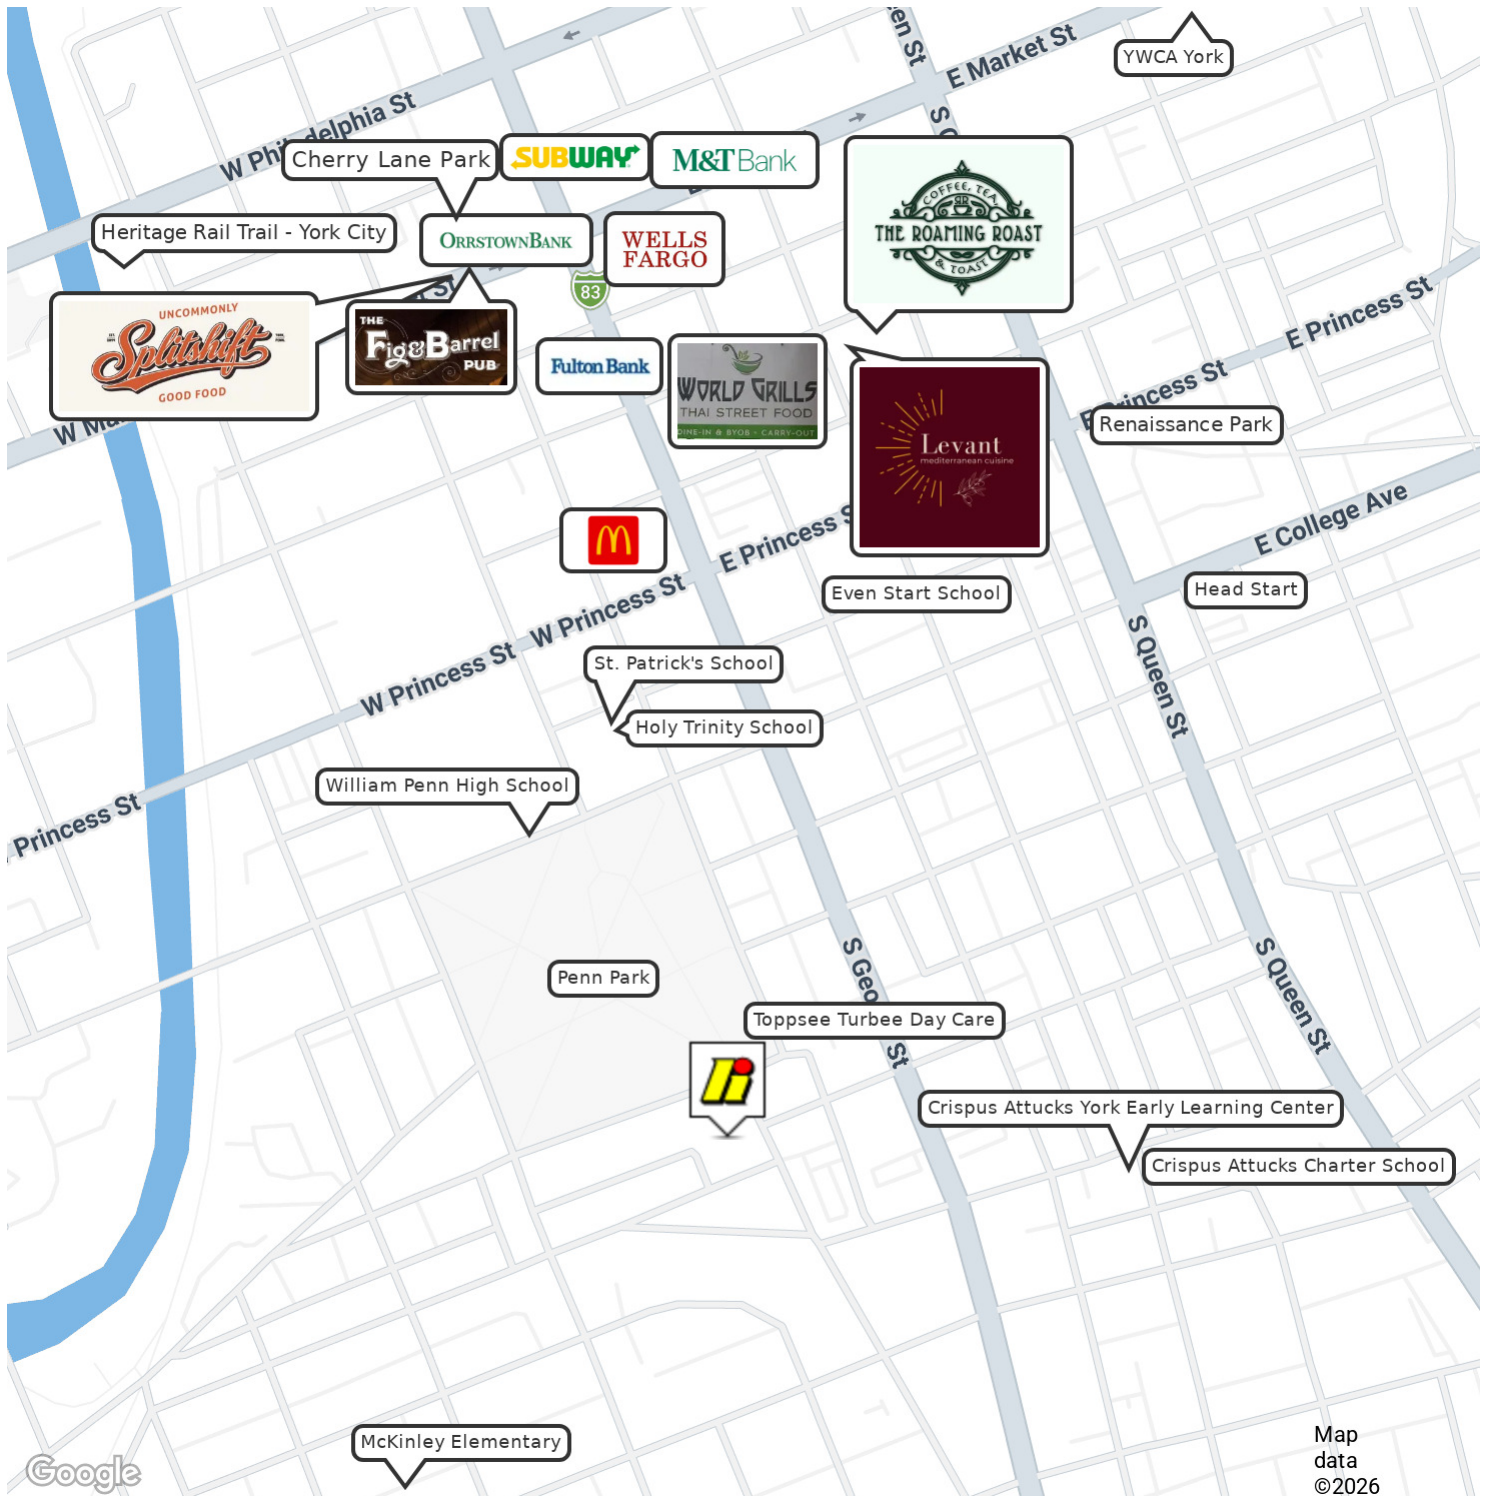 E Market St
YWCA York
W Philadelphia St
Cherry Lane Park
SUBWAY
M&T Bank
COFFEE, TEA,
THE ROAMING ROAST
& TOAST
Heritage Rail Trail - York City
ORRSTOWN BANK
WELLS
FARGO
83
UNCOMMONLY
Splitshift
GOOD FOOD
THE
Fig&Barrel
PUB
Fulton Bank
WORLD GRILLS
THAI STREET FOOD
DINE-IN & BYOB - CARRY-OUT
Levant
mediterranean cuisine
E Princess St
E Princess St
Renaissance Park
E College Ave
E Princess S
W Princess St
Even Start School
Head Start
S Queen St
St. Patrick's School
W Princess St
Holy Trinity School
William Penn High School
Princess St
Penn Park
S Geo
St
S Queen St
Toppsee Turbee Day Care
Crispus Attucks York Early Learning Center
Crispus Attucks Charter School
McKinley Elementary
Google
Map
data
©2026